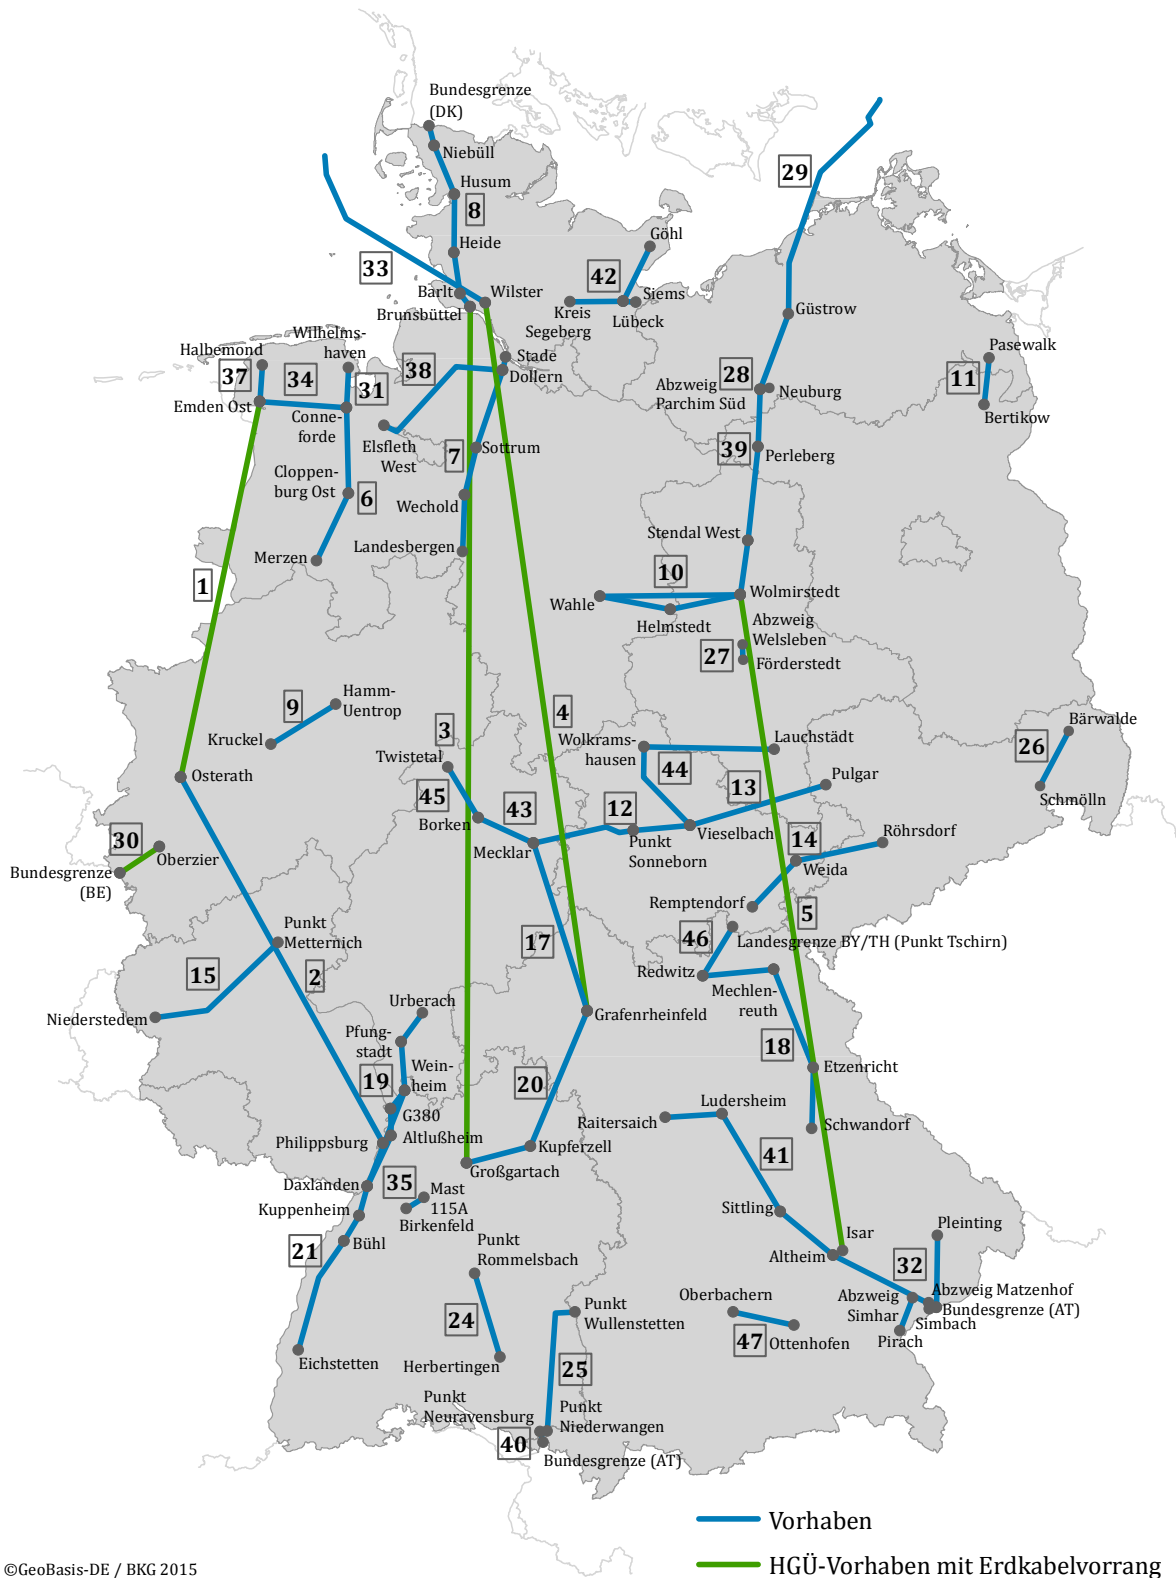 Bundesgrenze
(DK)
Niebüll
29
Husum
8
Göhl
Heide
33
42
Barlt
Wilster
Siems
Brunsbüttel
Kreis
Segeberg
Lübeck
Güstrow
Wilhelms-
haven
Halbemond
Stade
Pasewalk
37
34
31
38
Dollern
28
Abzweig
Parchim Süd
Neuburg
11
Emden Ost
Conne-
forde
Bertikow
Elsfleth
West
7
Sottrum
39
Perleberg
Cloppen-
burg Ost
6
Wechold
Stendal West
Merzen
Landesbergen
1
10
Wahle
Wolmirstedt
Helmstedt
Abzweig
Welsleben
27
Förderstedt
Hamm-
Uentrop
9
4
Bärwalde
Kruckel
3
Wolkrams-
hausen
Lauchstädt
26
Twistetal
44
Pulgar
Osterath
45
43
12
13
Schmölln
Borken
Vieselbach
Röhrsdorf
30
Oberzier
Mecklar
Punkt
Sonneborn
14
Weida
Bundesgrenze
(BE)
Remptendorf
5
Punkt
Metternich
17
46
Landesgrenze BY/TH (Punkt Tschirn)
15
2
Redwitz
Mechlen-
reuth
Urberach
Niederstedem
Grafenrheinfeld
Pfung-
stadt
18
Wein-
heim
Etzenricht
19
20
G380
Ludersheim
Raitersaich
Schwandorf
Philippsburg
Altlußheim
Kupferzell
41
Großgartach
Daxlanden
35
Mast
115A
Kuppenheim
Birkenfeld
Sittling
21
Bühl
Isar
Pleinting
Punkt
Rommelsbach
Altheim
32
Oberbachern
Abzweig
Simhar
Abzweig Matzenhof
Bundesgrenze (AT)
Simbach
24
Punkt
Wullenstetten
47
Ottenhofen
Pirach
Eichstetten
Herbertingen
25
Punkt
Neuravensburg
Punkt
Niederwangen
40
Bundesgrenze (AT)
Vorhaben
HGÜ-Vorhaben mit Erdkabelvorrang
©GeoBasis-DE / BKG 2015